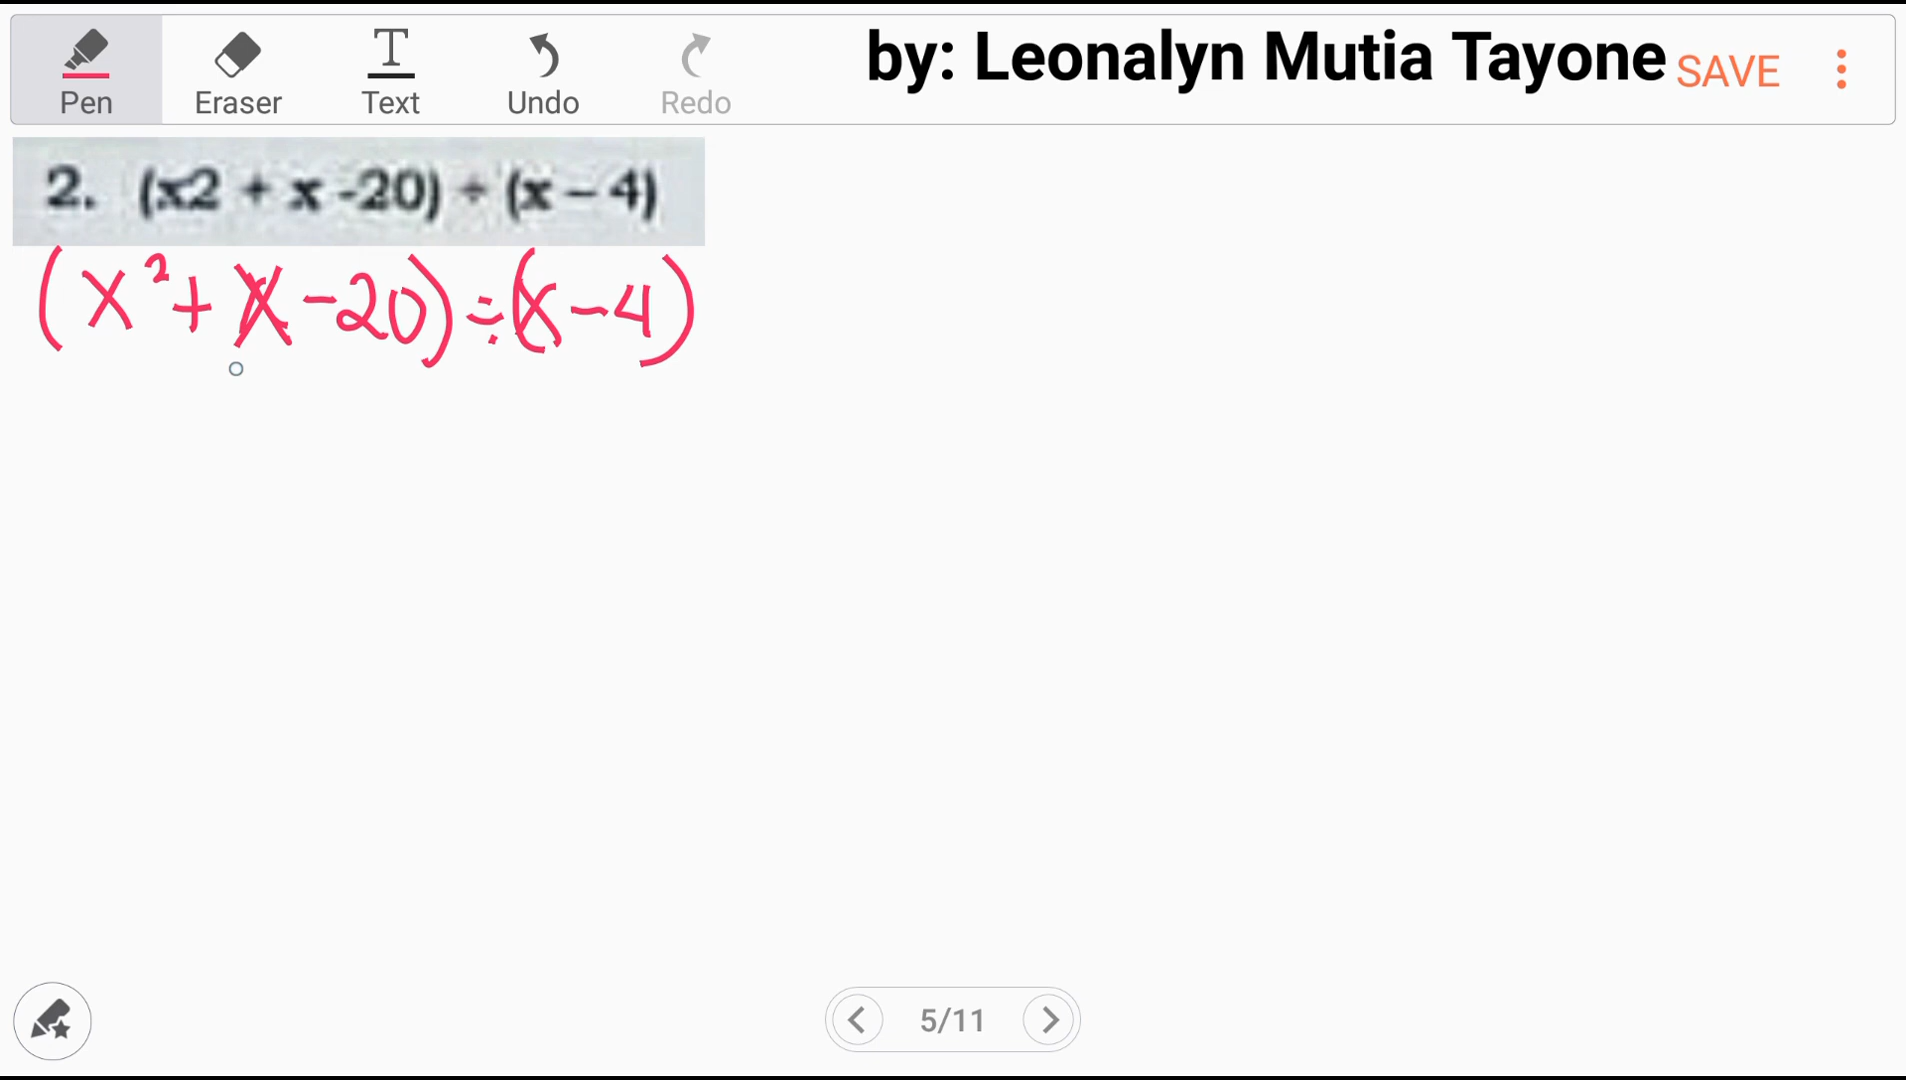 Pen Eraser Text Undo Redo by: Leonalyn Mutia Tayone SAVE
2. (x2 + x -20) ÷ (x – 4)
(x² + x - 20) ÷ (x - 4)
5/11